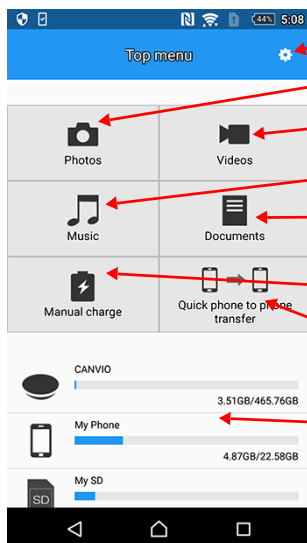 44% 5:08
Top menu
Photos
Videos
Music
Documents
Manual charge
Quick phone to phone
transfer
CANVIO
3.51GB/465.76GB
My Phone
4.87GB/22.58GB
My SD
SD